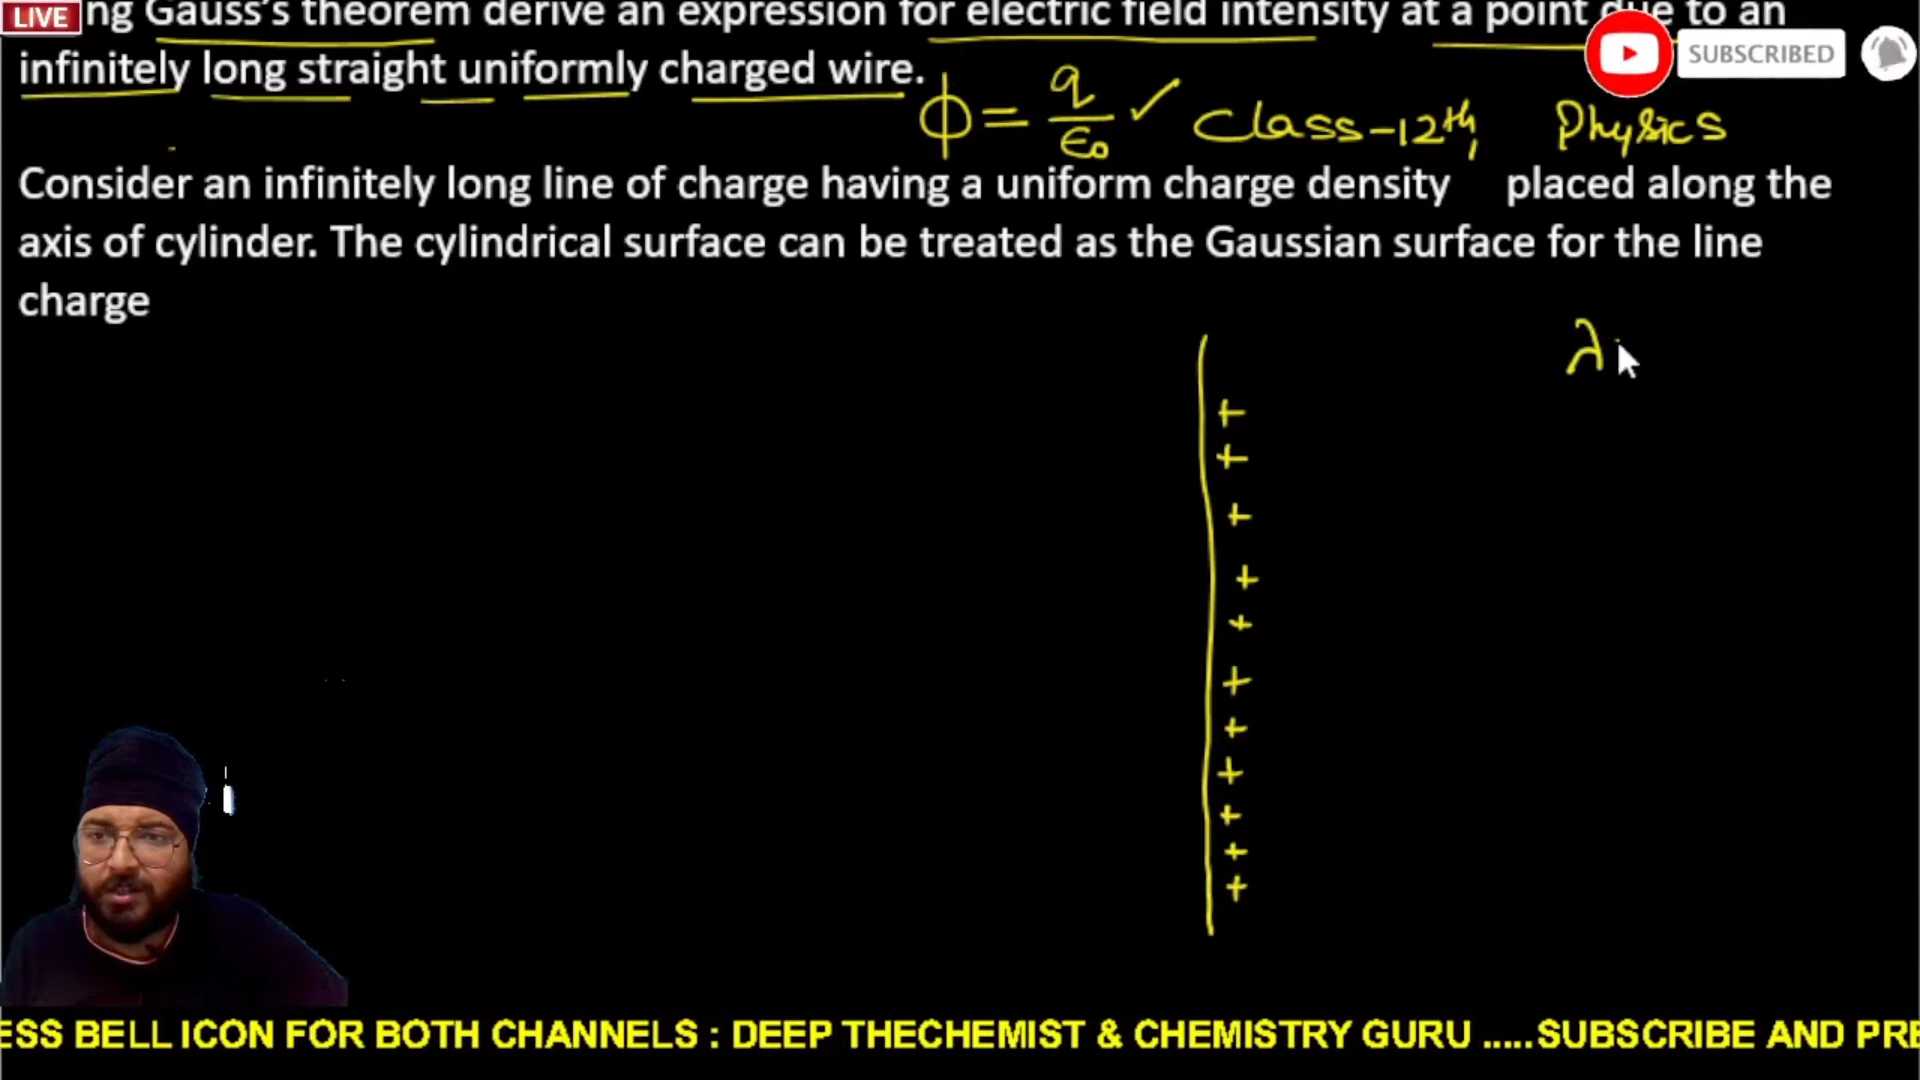 LIVE
ng Gauss's theorem derive an expression for electric field intensity at a point due to an
infinitely long straight uniformly charged wire.
SUBSCRIBED
ϕ = q/ε₀ ✓ Class-12th, Physics
Consider an infinitely long line of charge having a uniform charge density placed along the
axis of cylinder. The cylindrical surface can be treated as the Gaussian surface for the line
charge
λ
+
+
+
+
+
+
+
+
+
+
+
ESS BELL ICON FOR BOTH CHANNELS : DEEP THECHEMIST & CHEMISTRY GURU .....SUBSCRIBE AND PRE